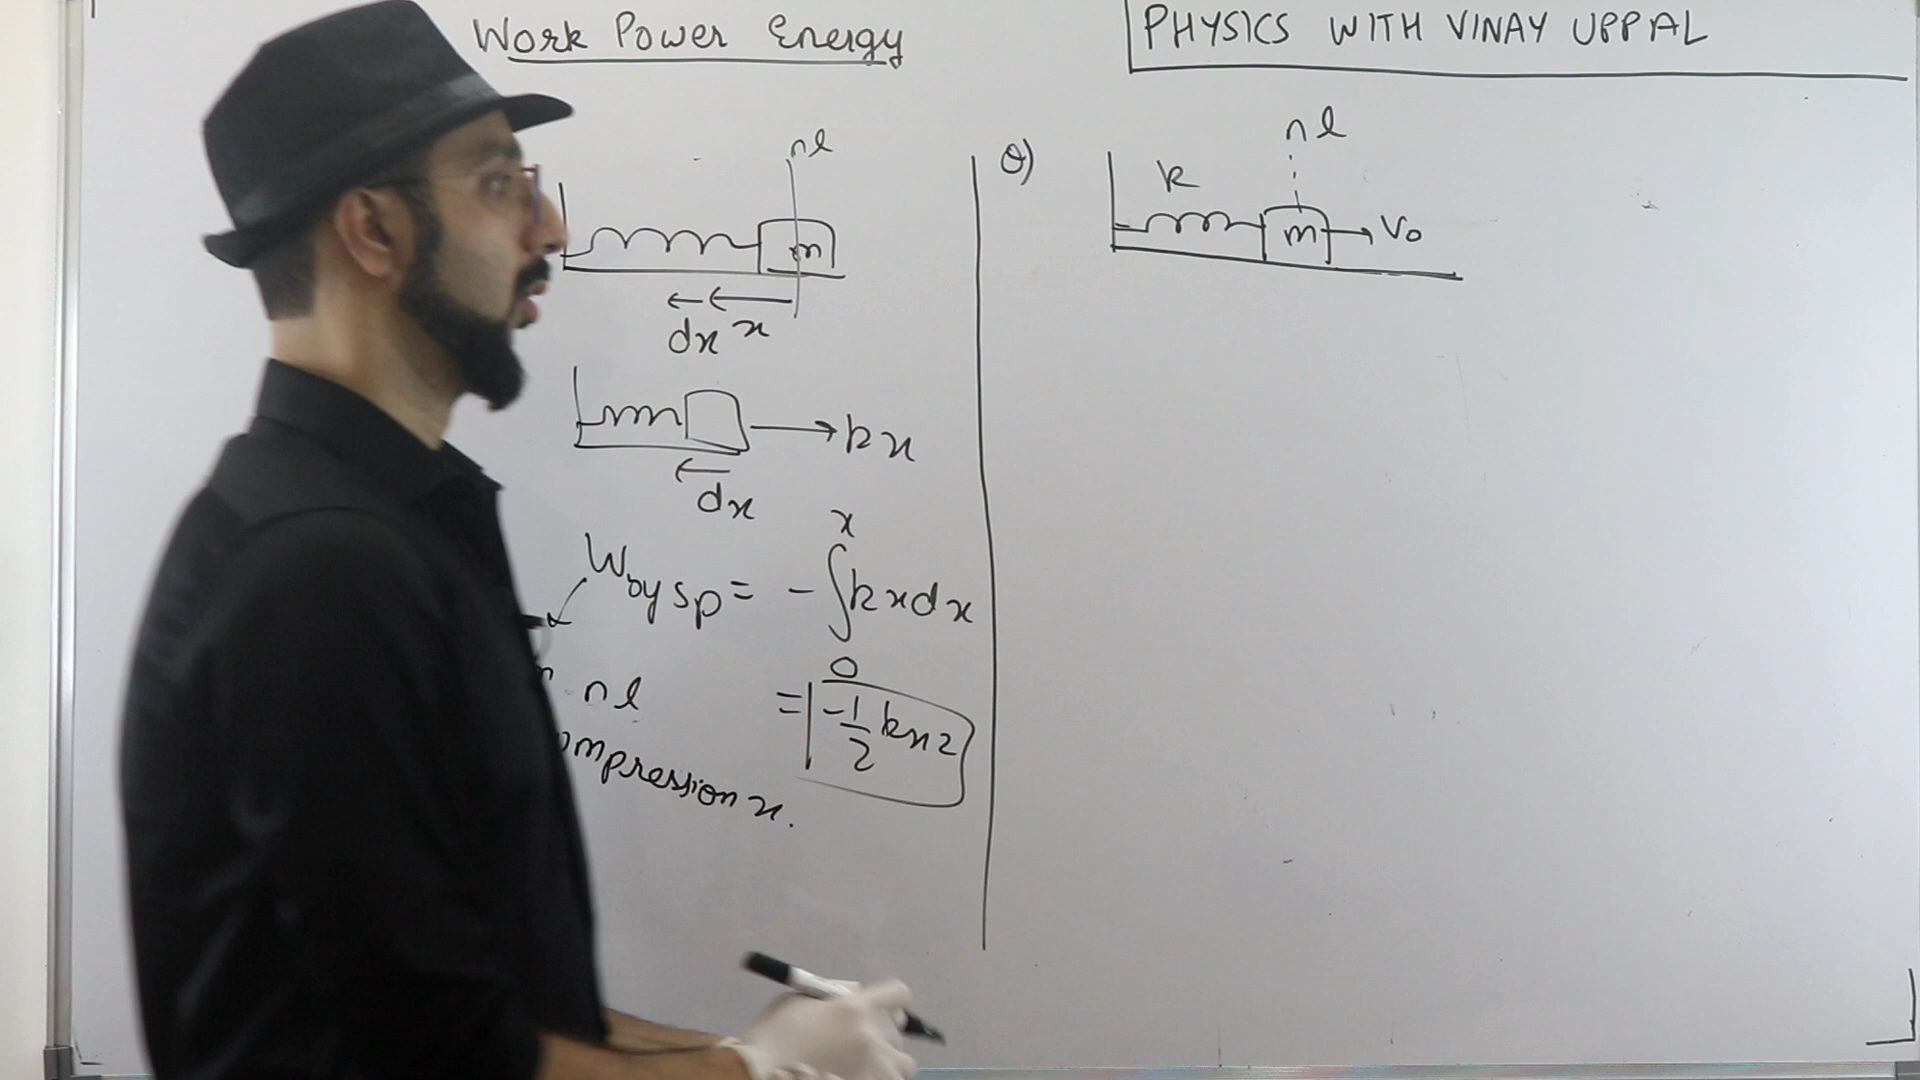 Work Power Energy
nl
m
dx x
kx
dx
W by sp = - ∫ kx dx
x
0
nl
= -1/2 kx2
ompression x.
PHYSICS WITH VINAY UPPAL
Q)
nl
k
m
V0